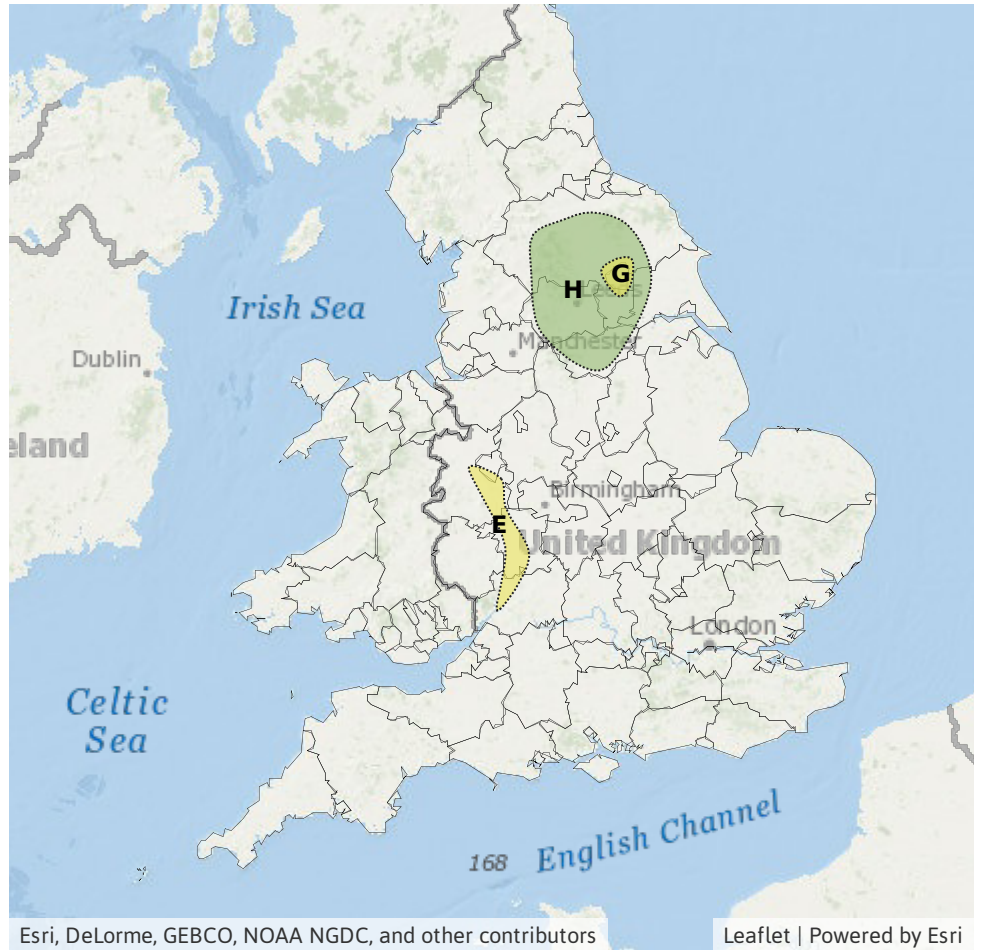 G
H
Leeds
Irish Sea
Manchester
Dublin
eland
Birmingham
E
United Kingdom
London
Celtic
Sea
English Channel
168
Esri, DeLorme, GEBCO, NOAA NGDC, and other contributors
Leaflet | Powered by Esri